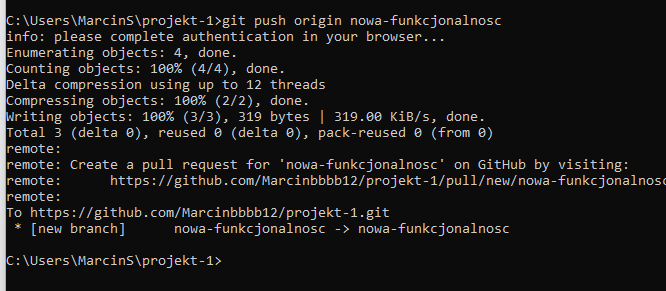 C:\Users\MarcinS\projekt-1>git push origin nowa-funkcjonalnosc
info: please complete authentication in your browser...
Enumerating objects: 4, done.
Counting objects: 100% (4/4), done.
Delta compression using up to 12 threads
Compressing objects: 100% (2/2), done.
Writing objects: 100% (3/3), 319 bytes | 319.00 KiB/s, done.
Total 3 (delta 0), reused 0 (delta 0), pack-reused 0 (from 0)
remote:
remote: Create a pull request for 'nowa-funkcjonalnosc' on GitHub by visiting:
remote:      https://github.com/Marcinbbbb12/projekt-1/pull/new/nowa-funkcjonalnosc
remote:
To https://github.com/Marcinbbbb12/projekt-1.git
 * [new branch]      nowa-funkcjonalnosc -> nowa-funkcjonalnosc
C:\Users\MarcinS\projekt-1>